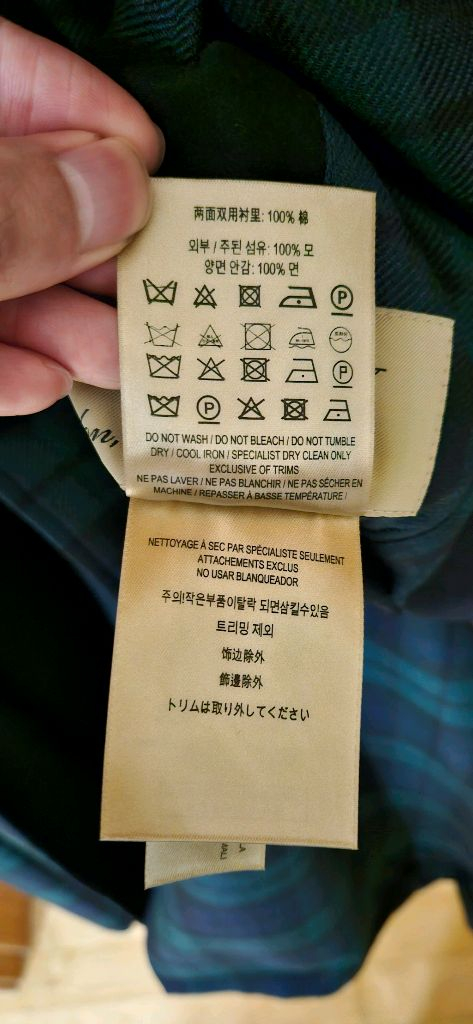 两面双用衬里: 100% 棉
외부 / 주된 섬유: 100% 모
양면 안감: 100% 면
P
P
P
DO NOT WASH / DO NOT BLEACH / DO NOT TUMBLE
DRY / COOL IRON / SPECIALIST DRY CLEAN ONLY
EXCLUSIVE OF TRIMS
NE PAS LAVER / NE PAS BLANCHIR / NE PAS SÉCHER EN
MACHINE / REPASSER À BASSE TEMPÉRATURE /
NETTOYAGE À SEC PAR SPÉCIALISTE SEULEMENT
ATTACHEMENTS EXCLUS
NO USAR BLANQUEADOR
주의!작은부품이탈락 되면삼킬수있음
트리밍 제외
饰边除外
飾邊除外
トリムは取り外してください